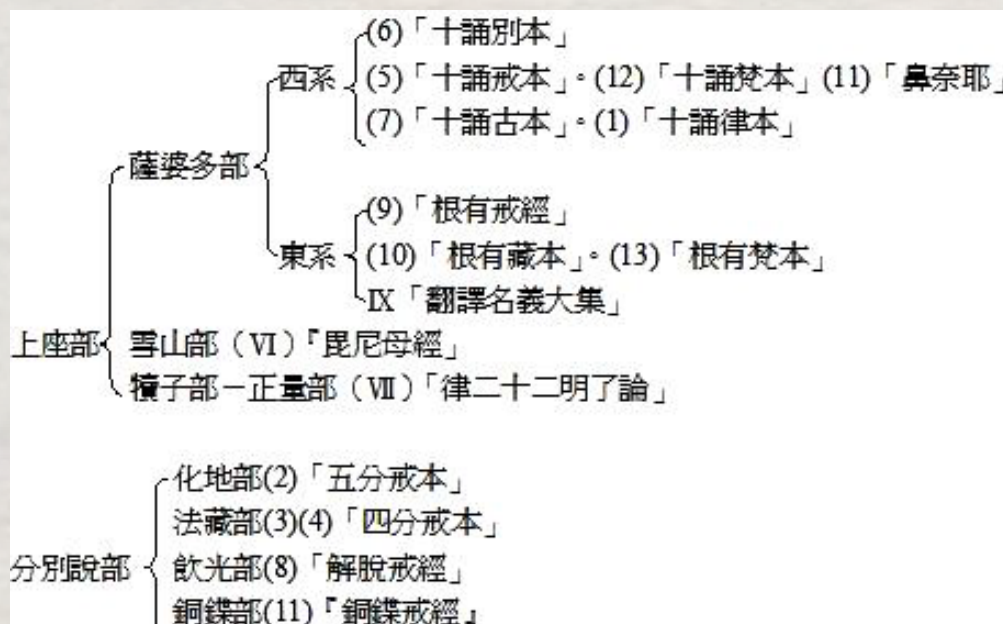 (6)「十誦別本」
西系 (5)「十誦戒本」。(12)「十誦梵本」(11)「鼻奈耶」
(7)「十誦古本」。(1)「十誦律本」
薩婆多部
(9)「根有戒經」
東系 (10)「根有藏本」。(13)「根有梵本」
Ⅸ「翻譯名義大集」
上座部 雪山部（Ⅵ）『毘尼母經」
犢子部－正量部（Ⅶ）「律二十二明了論」
化地部(2)「五分戒本」
法藏部(3)(4)「四分戒本」
分別說部 飲光部(8)「解脫戒經」
銅鍱部(11)『銅鍱戒經』